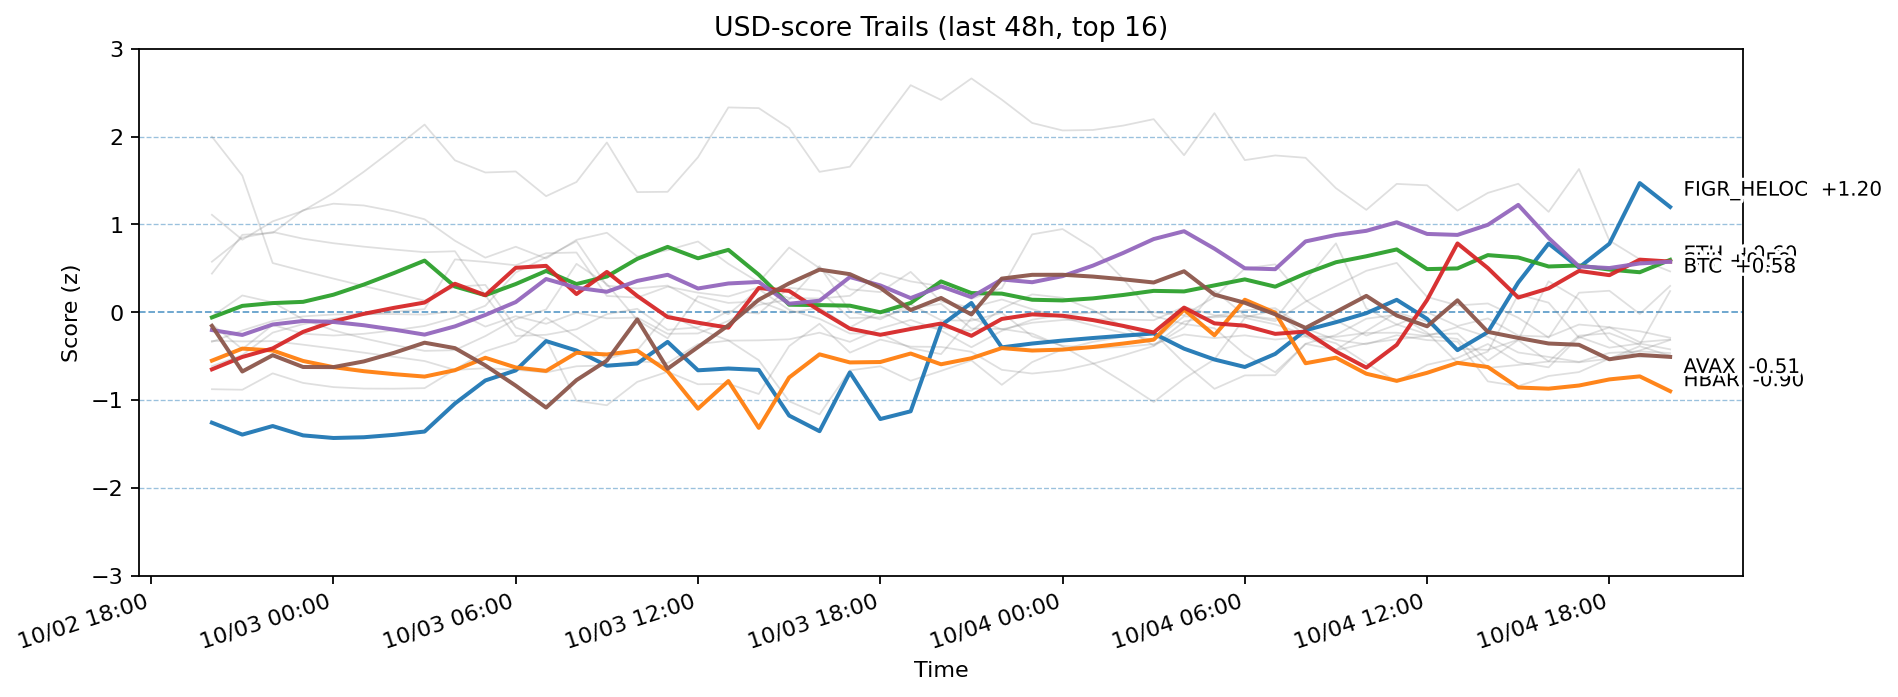 USD-score Trails (last 48h, top 16)
3
2
1
0
−1
−2
−3
Score (z)
FIGR_HELOC +1.20
BTC +0.58
AVAX -0.51
HBAR -0.90
10/02 18:00
10/03 00:00
10/03 06:00
10/03 12:00
10/03 18:00
10/04 00:00
10/04 06:00
10/04 12:00
10/04 18:00
Time